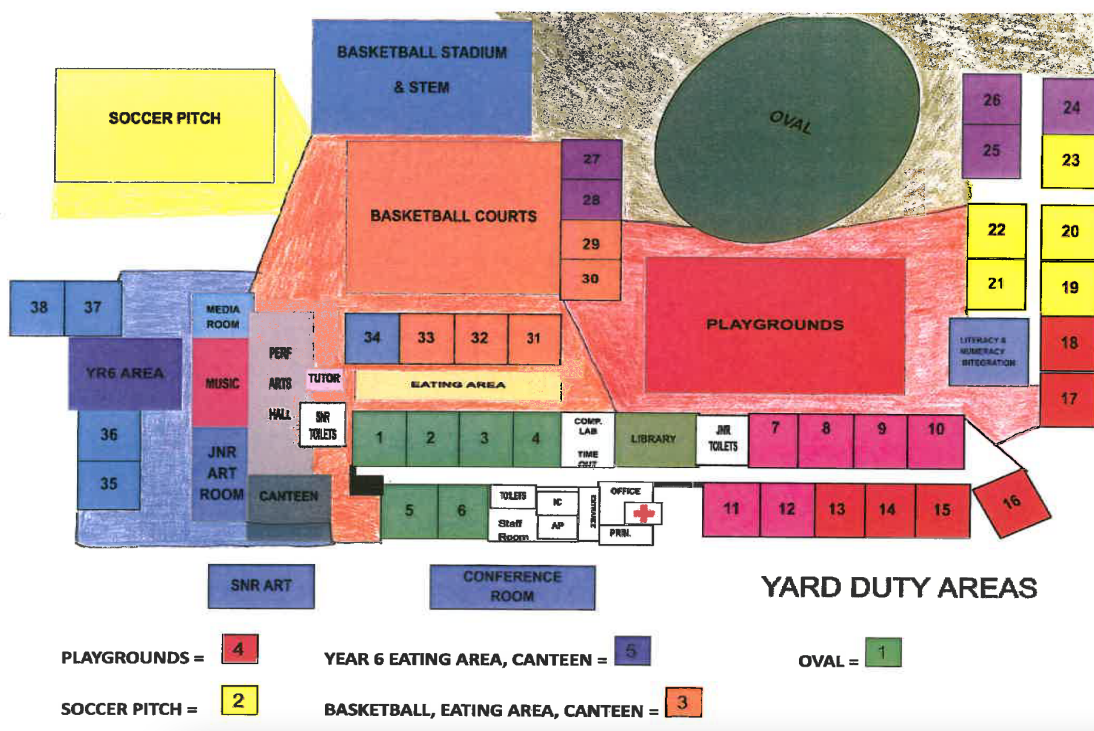 BASKETBALL STADIUM
& STEM
SOCCER PITCH
OVAL
26
24
25
23
27
28
BASKETBALL COURTS
29
30
22
20
21
19
38
37
MEDIA
ROOM
PERF
ARTS
HALL
34
33
32
31
PLAYGROUNDS
LITERACY &
NUMERACY
INTEGRATION
18
17
YR6 AREA
MUSIC
TUTOR
EATING AREA
SNR
TOILETS
1
2
3
4
COMP.
LAB
TIME
OUT
LIBRARY
JNR
TOILETS
7
8
9
10
36
35
JNR
ART
ROOM
CANTEEN
5
6
TOILETS
Staff
Room
AP
ENTRANCE
OFFICE
PRIN.
11
12
13
14
15
16
SNR ART
CONFERENCE
ROOM
YARD DUTY AREAS
PLAYGROUNDS = 4
YEAR 6 EATING AREA, CANTEEN = 5
OVAL = 1
SOCCER PITCH = 2
BASKETBALL, EATING AREA, CANTEEN = 3